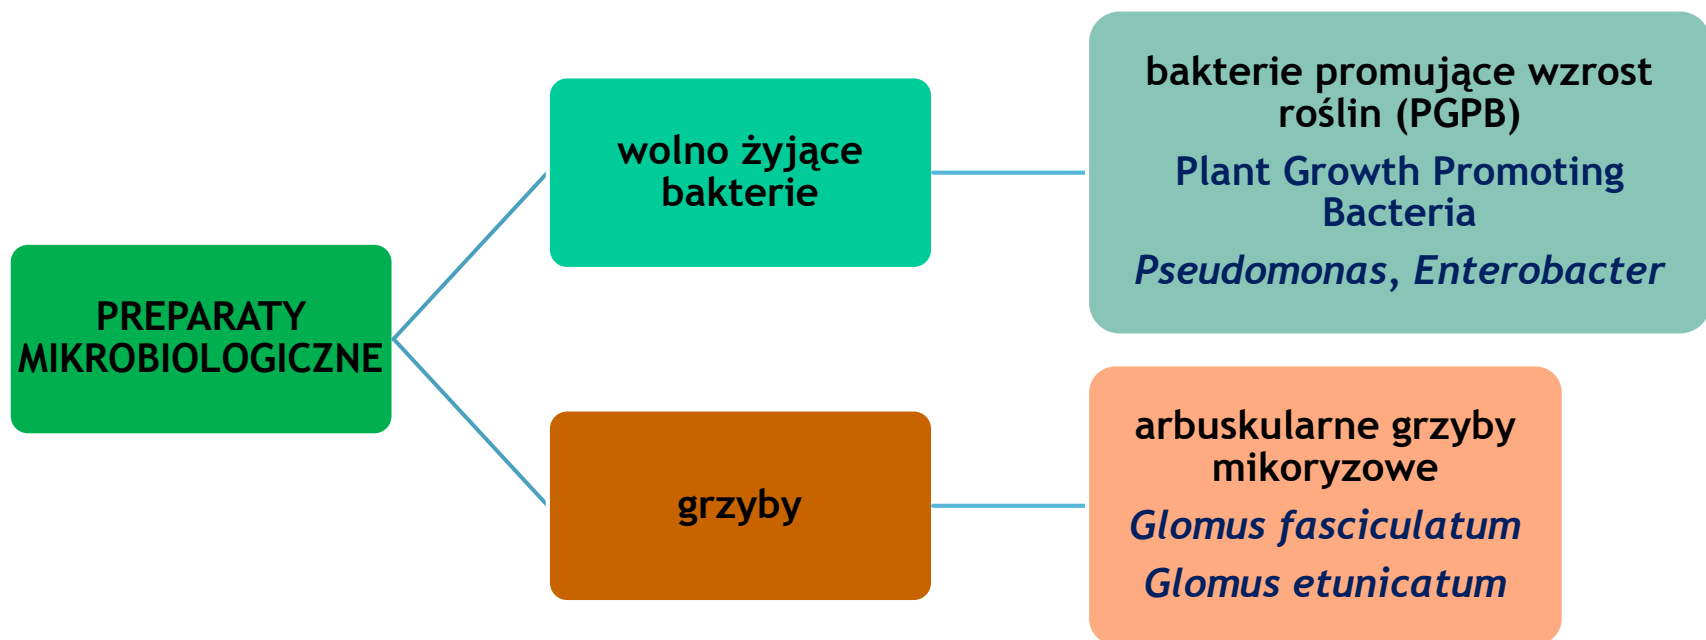 PREPARATY
MIKROBIOLOGICZNE
wolno żyjące
bakterie
bakterie promujące wzrost
roślin (PGPB)
Plant Growth Promoting
Bacteria
Pseudomonas, Enterobacter
grzyby
arbuskularne grzyby
mikoryzowe
Glomus fasciculatum
Glomus etunicatum